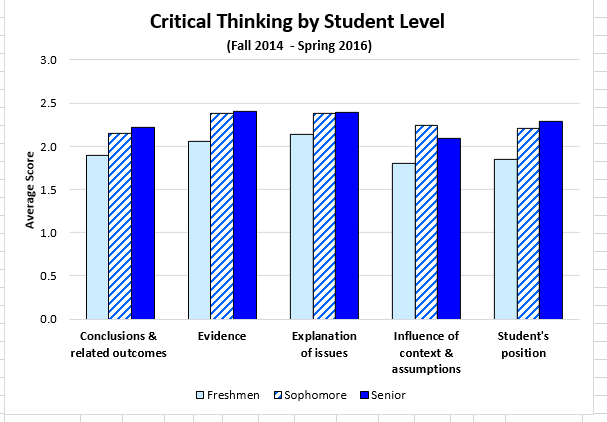 Critical Thinking by Student Level
(Fall 2014  - Spring 2016)
3.0
2.5
2.0
1.5
1.0
0.5
0.0
Average Score
Conclusions &
related outcomes
Evidence
Explanation
of issues
Influence of
context &
assumptions
Student's
position
Freshmen
Sophomore
Senior